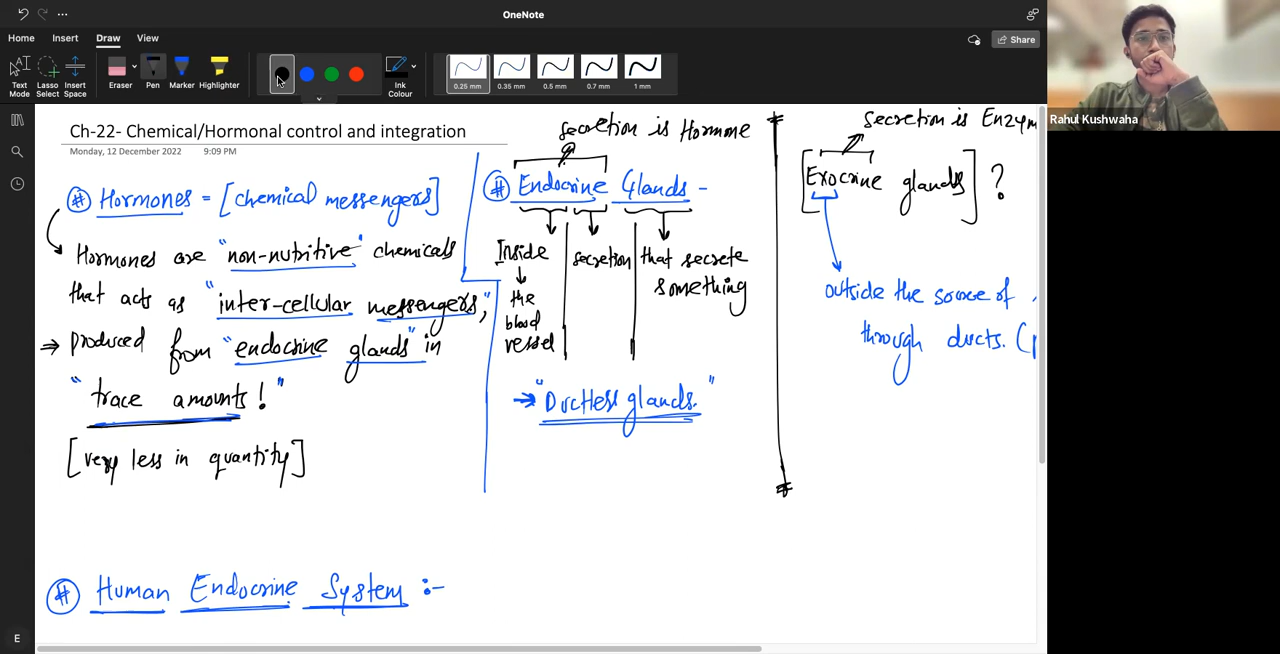 OneNote
Home Insert Draw View
Share
Text Mode
Lasso Select
Insert Space
Eraser
Pen
Marker
Highlighter
Ink Colour
0.25 mm
0.35 mm
0.5 mm
0.7 mm
1 mm
Rahul Kushwaha
Ch-22- Chemical/Hormonal control and integration
Monday, 12 December 2022 9:09 PM
# Hormones = [chemical messengers]
Hormones are "non-nutritive" chemicals
that acts as "inter-cellular messengers,"
⇒ produced from "endocrine glands" in
"trace amounts!"
[very less in quantity]
secretion is Hormone
# Endocrine Glands -
Inside
↓
the
blood
vessel
secretion
that secrete
something
→ "Ductless glands."
secretion is Enzym
[Exocrine glands] ?
outside the source of
through ducts. (
# Human Endocrine System :-
E